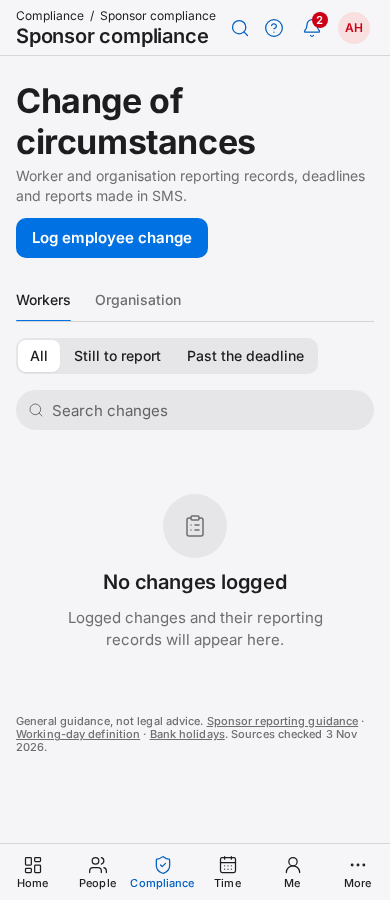 Compliance / Sponsor compliance
Sponsor compliance
2
AH
Change of
circumstances
Worker and organisation reporting records, deadlines
and reports made in SMS.
Log employee change
Workers Organisation
All Still to report Past the deadline
Search changes
No changes logged
Logged changes and their reporting
records will appear here.
General guidance, not legal advice. Sponsor reporting guidance ·
Working-day definition · Bank holidays. Sources checked 3 Nov
2026.
Home People Compliance Time Me More